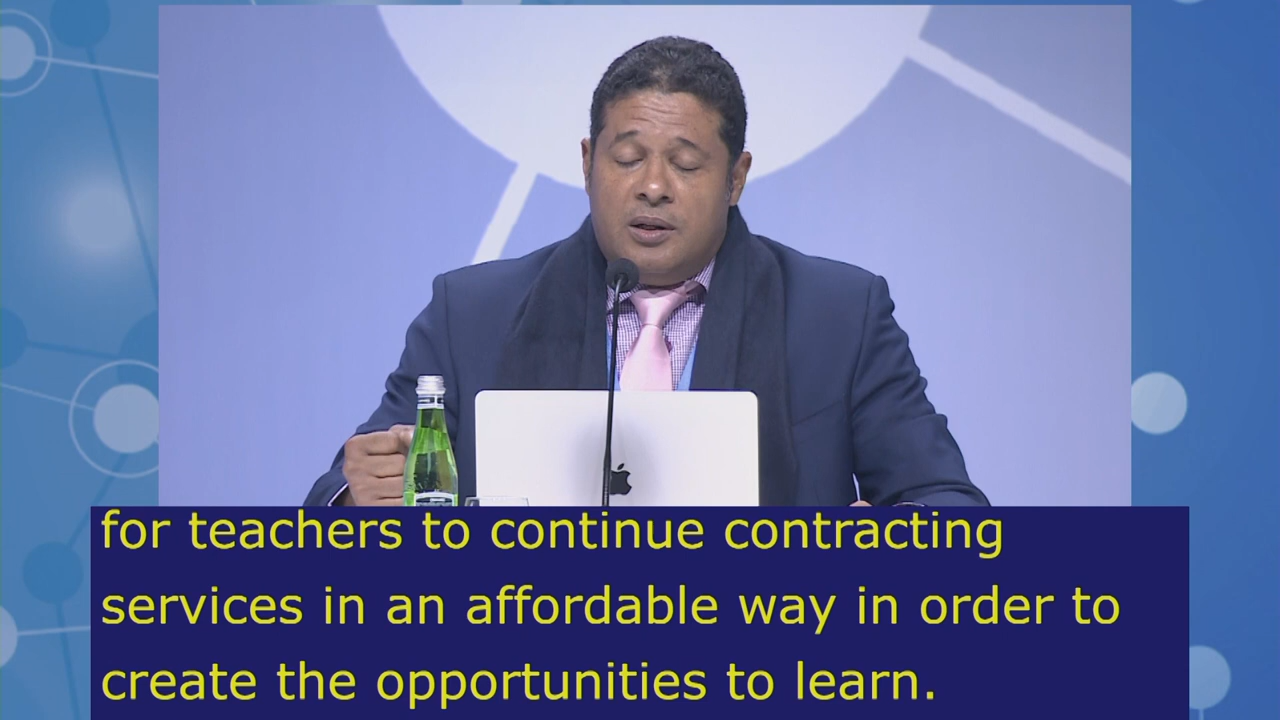 for teachers to continue contracting
services in an affordable way in order to
create the opportunities to learn.